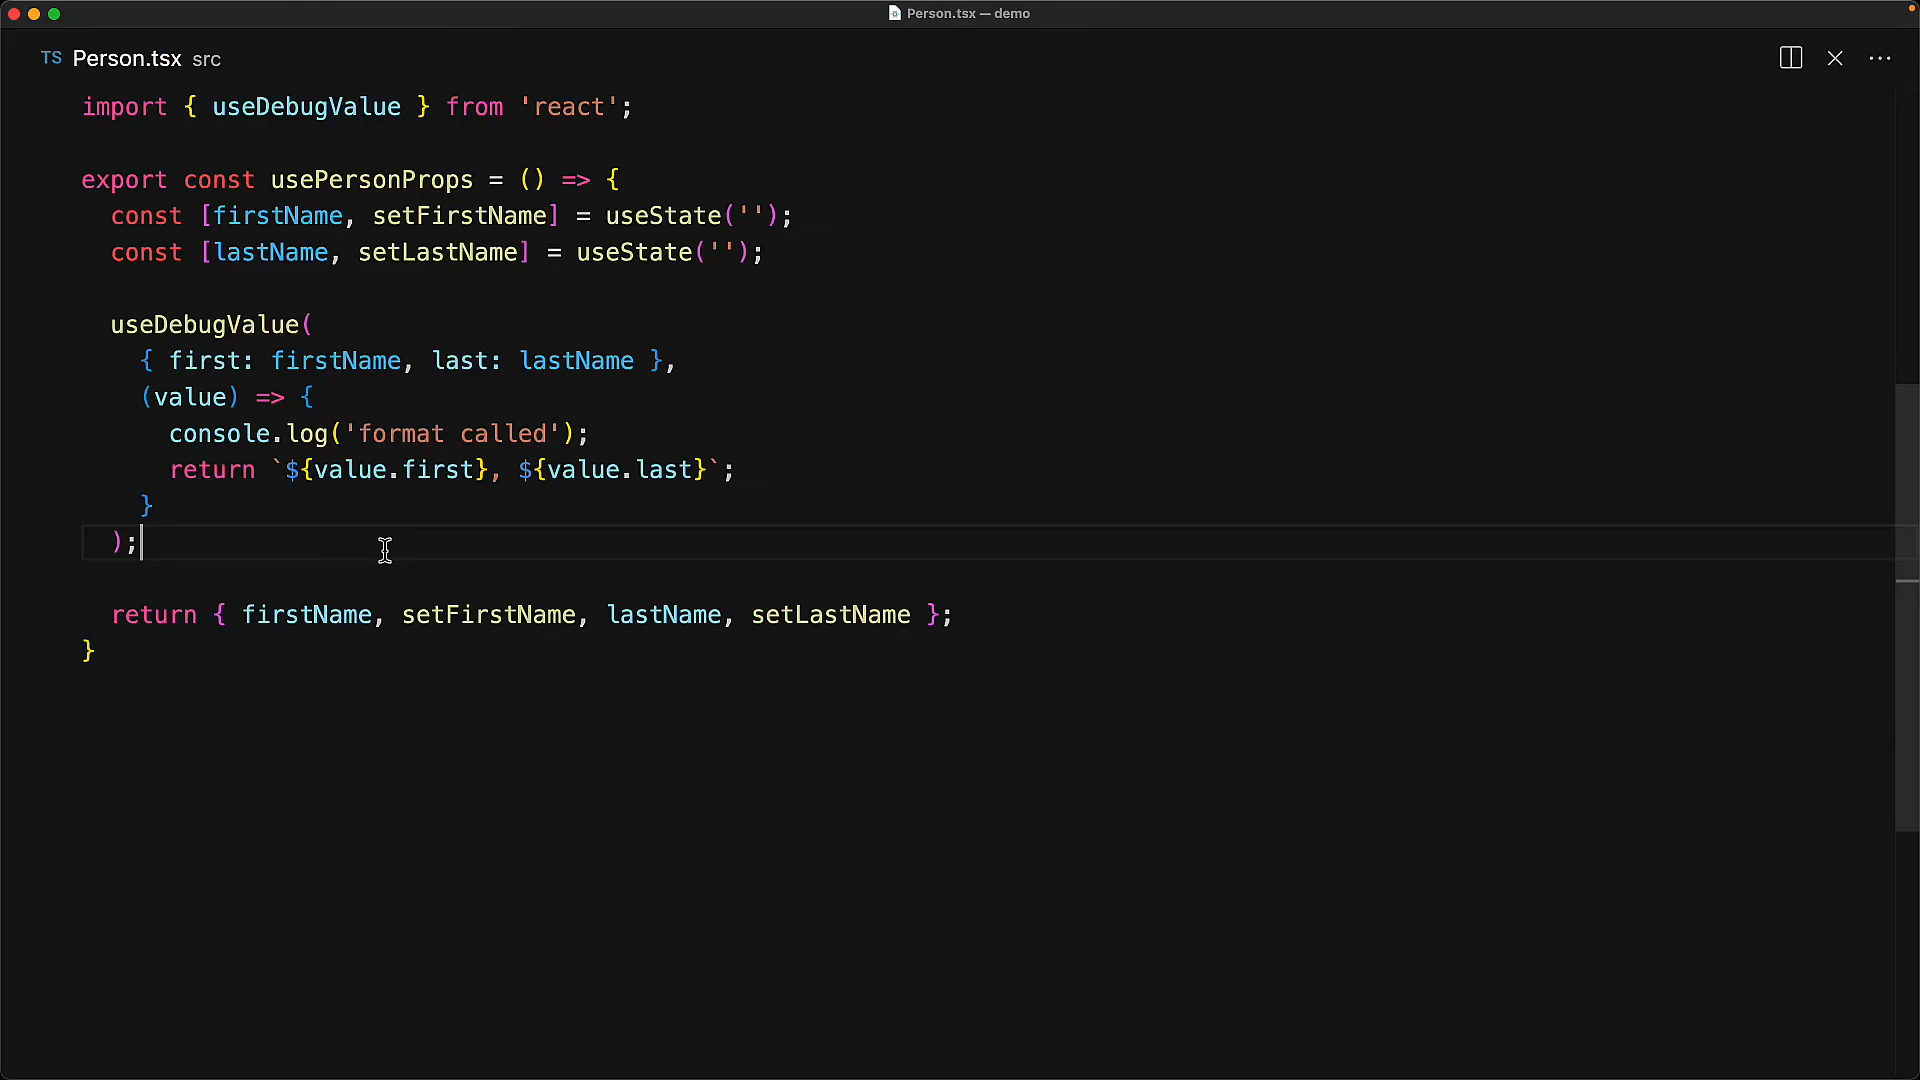 Person.tsx — demo
TS Person.tsx src
import { useDebugValue } from 'react';
export const usePersonProps = () => {
  const [firstName, setFirstName] = useState('');
  const [lastName, setLastName] = useState('');
  useDebugValue(
    { first: firstName, last: lastName },
    (value) => {
      console.log('format called');
      return `${value.first}, ${value.last}`;
    }
  );
  return { firstName, setFirstName, lastName, setLastName };
}